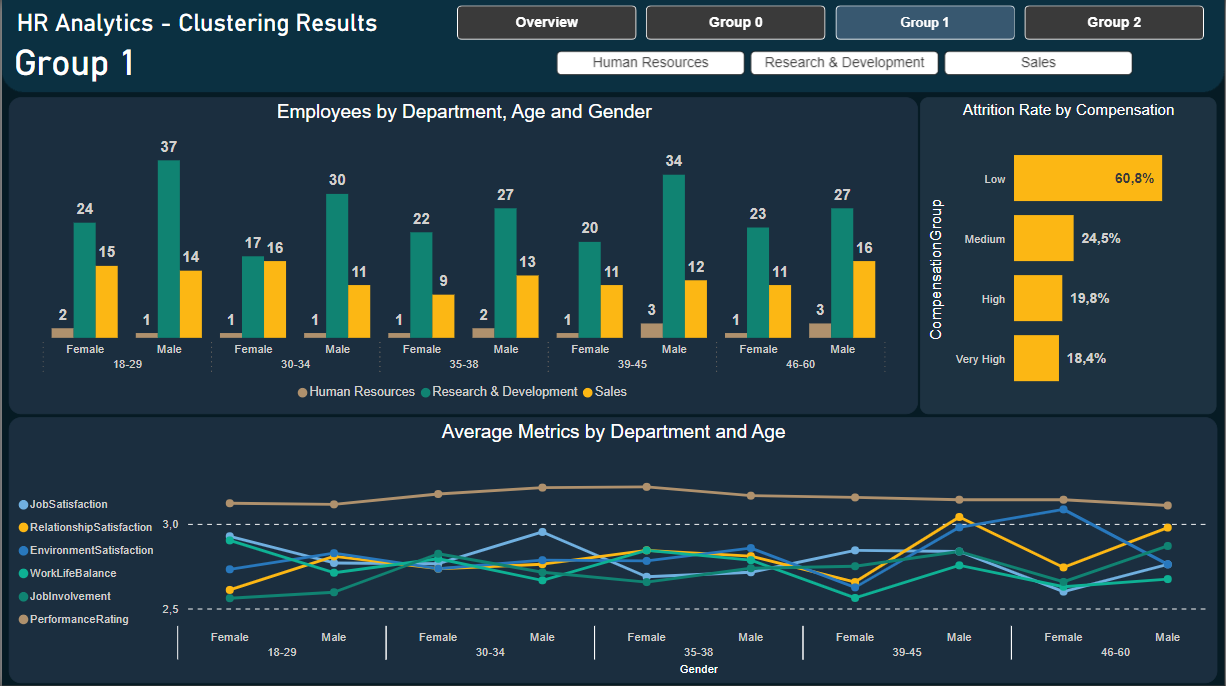 HR Analytics - Clustering Results
Overview
Group 0
Group 1
Group 2
Group 1
Human Resources
Research & Development
Sales
Employees by Department, Age and Gender
2
24
15
1
37
14
1
17
16
1
30
11
1
22
9
2
27
13
1
20
11
3
34
12
1
23
11
3
27
16
Female
Male
Female
Male
Female
Male
Female
Male
Female
Male
18-29
30-34
35-38
39-45
46-60
Human Resources
Research & Development
Sales
Attrition Rate by Compensation
CompensationGroup
Low
60,8%
Medium
24,5%
High
19,8%
Very High
18,4%
Average Metrics by Department and Age
JobSatisfaction
RelationshipSatisfaction
EnvironmentSatisfaction
WorkLifeBalance
JobInvolvement
PerformanceRating
3,0
2,5
Female
Male
Female
Male
Female
Male
Female
Male
Female
Male
18-29
30-34
35-38
39-45
46-60
Gender